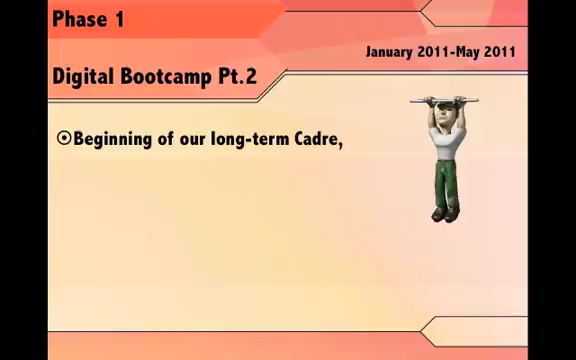 Phase 1
January 2011-May 2011
Digital Bootcamp Pt.2
Beginning of our long-term Cadre,